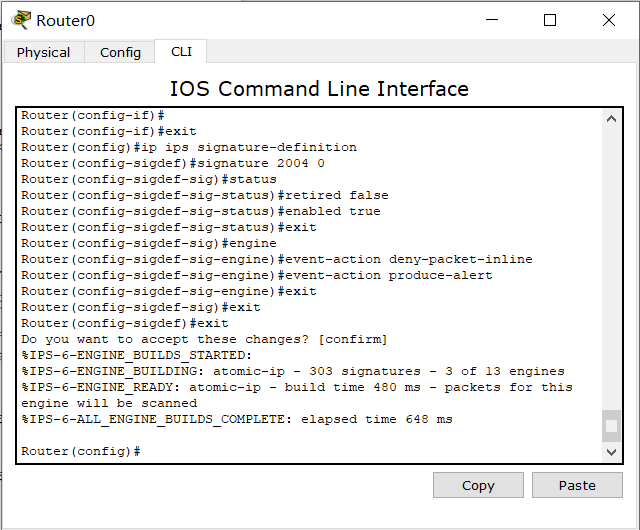 Router0
Physical Config CLI
IOS Command Line Interface
Router(config-if)#
Router(config-if)#exit
Router(config)#ip ips signature-definition
Router(config-sigdef)#signature 2004 0
Router(config-sigdef-sig)#status
Router(config-sigdef-sig-status)#retired false
Router(config-sigdef-sig-status)#enabled true
Router(config-sigdef-sig-status)#exit
Router(config-sigdef-sig)#engine
Router(config-sigdef-sig-engine)#event-action deny-packet-inline
Router(config-sigdef-sig-engine)#event-action produce-alert
Router(config-sigdef-sig-engine)#exit
Router(config-sigdef-sig)#exit
Router(config-sigdef)#exit
Do you want to accept these changes? [confirm]
%IPS-6-ENGINE_BUILDS_STARTED:
%IPS-6-ENGINE_BUILDING: atomic-ip - 303 signatures - 3 of 13 engines
%IPS-6-ENGINE_READY: atomic-ip - build time 480 ms - packets for this
engine will be scanned
%IPS-6-ALL_ENGINE_BUILDS_COMPLETE: elapsed time 648 ms
Router(config)#
Copy Paste